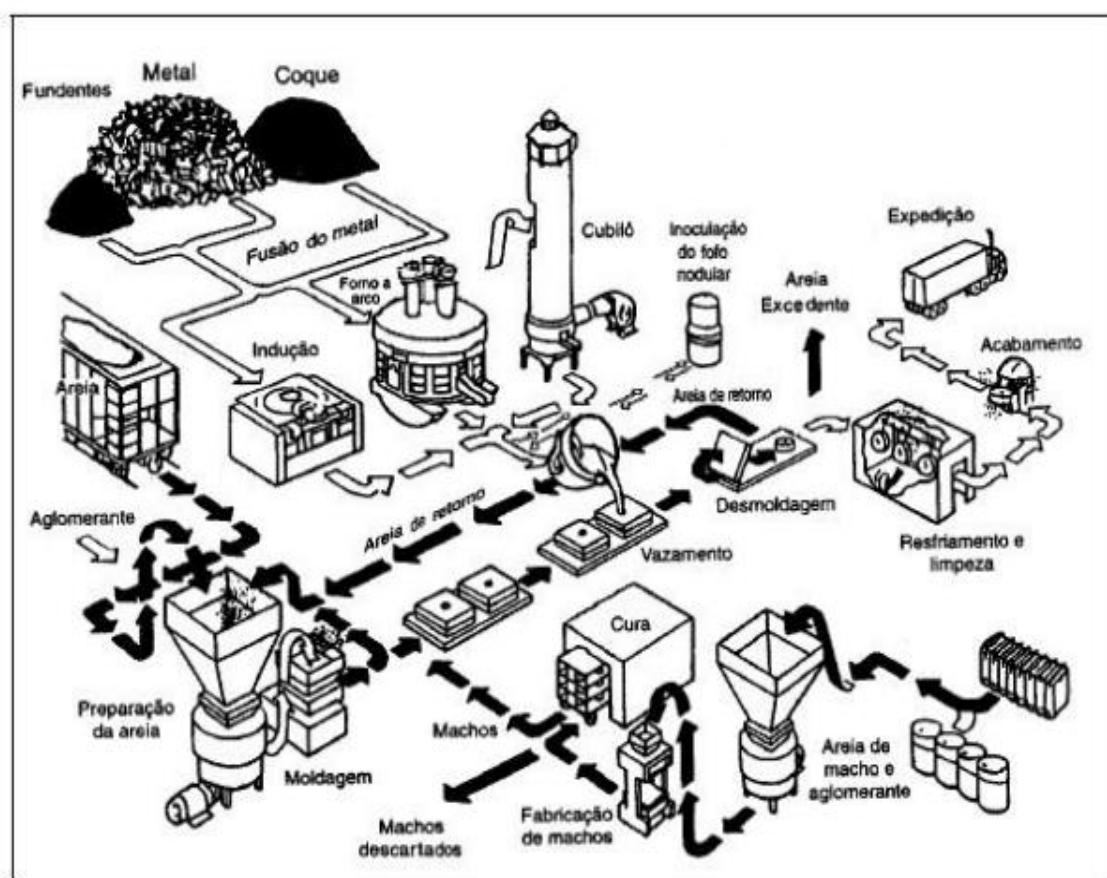 Fundentes
Metal
Coque
Fusão do metal
Cubilô
Inoculação
do fofo
nodular
Expedição
Forno a
arco
Areia
Excedente
Indução
Acabamento
Areia
Areia de retorno
Aglomerante
Areia de retorno
Desmoldagem
Vazamento
Resfriamento e
limpeza
Cura
Preparação
da areia
Machos
Moldagem
Areia de
macho e
aglomerante
Fabricação
de machos
Machos
descartados